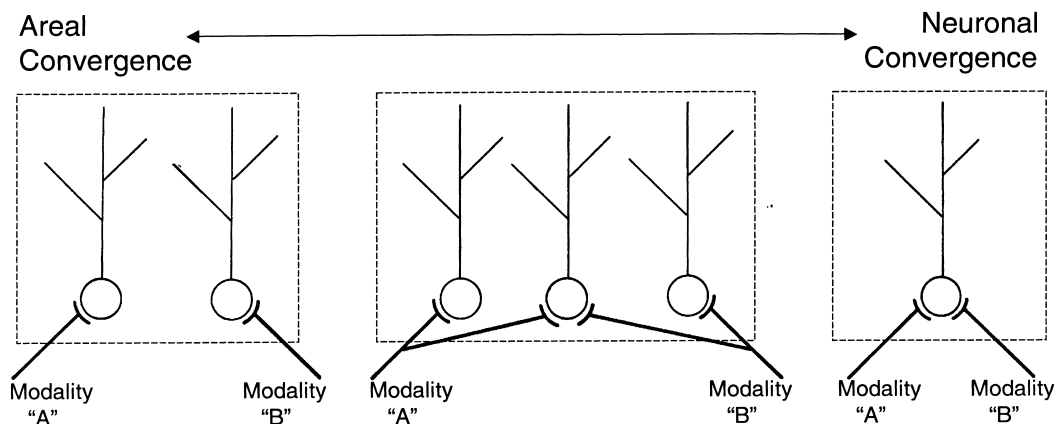 Areal
Convergence
Neuronal
Convergence
Modality
“A”
Modality
“B”
Modality
“A”
Modality
“B”
Modality
“A”
Modality
“B”